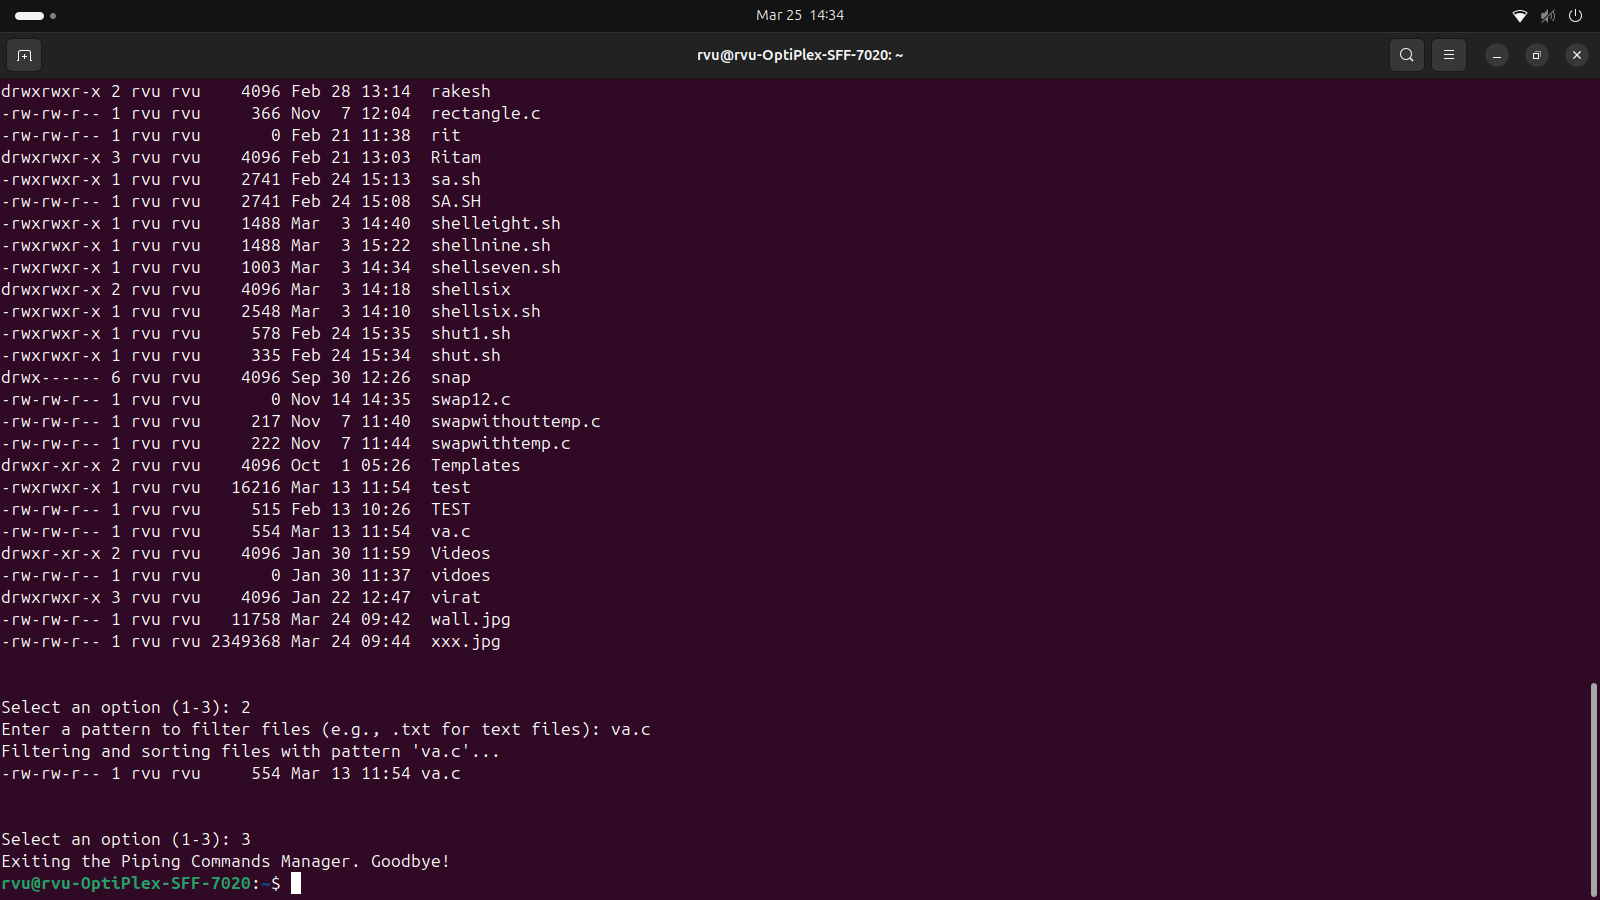 Mar 25  14:34
rvu@rvu-OptiPlex-SFF-7020: ~
drwxrwxr-x 2 rvu rvu    4096 Feb 28 13:14  rakesh
-rw-rw-r-- 1 rvu rvu     366 Nov  7 12:04  rectangle.c
-rw-rw-r-- 1 rvu rvu       0 Feb 21 11:38  rit
drwxrwxr-x 3 rvu rvu    4096 Feb 21 13:03  Ritam
-rwxrwxr-x 1 rvu rvu    2741 Feb 24 15:13  sa.sh
-rw-rw-r-- 1 rvu rvu    2741 Feb 24 15:08  SA.SH
-rwxrwxr-x 1 rvu rvu    1488 Mar  3 14:40  shelleight.sh
-rwxrwxr-x 1 rvu rvu    1488 Mar  3 15:22  shellnine.sh
-rwxrwxr-x 1 rvu rvu    1003 Mar  3 14:34  shellseven.sh
drwxrwxr-x 2 rvu rvu    4096 Mar  3 14:18  shellsix
-rwxrwxr-x 1 rvu rvu    2548 Mar  3 14:10  shellsix.sh
-rwxrwxr-x 1 rvu rvu     578 Feb 24 15:35  shut1.sh
-rwxrwxr-x 1 rvu rvu     335 Feb 24 15:34  shut.sh
drwx------ 6 rvu rvu    4096 Sep 30 12:26  snap
-rw-rw-r-- 1 rvu rvu       0 Nov 14 14:35  swap12.c
-rw-rw-r-- 1 rvu rvu     217 Nov  7 11:40  swapwithouttemp.c
-rw-rw-r-- 1 rvu rvu     222 Nov  7 11:44  swapwithtemp.c
drwxr-xr-x 2 rvu rvu    4096 Oct  1 05:26  Templates
-rwxrwxr-x 1 rvu rvu   16216 Mar 13 11:54  test
-rw-rw-r-- 1 rvu rvu     515 Feb 13 10:26  TEST
-rw-rw-r-- 1 rvu rvu     554 Mar 13 11:54  va.c
drwxr-xr-x 2 rvu rvu    4096 Jan 30 11:59  Videos
-rw-rw-r-- 1 rvu rvu       0 Jan 30 11:37  vidoes
drwxrwxr-x 3 rvu rvu    4096 Jan 22 12:47  virat
-rw-rw-r-- 1 rvu rvu   11758 Mar 24 09:42  wall.jpg
-rw-rw-r-- 1 rvu rvu 2349368 Mar 24 09:44  xxx.jpg
Select an option (1-3): 2
Enter a pattern to filter files (e.g., .txt for text files): va.c
Filtering and sorting files with pattern 'va.c'...
-rw-rw-r-- 1 rvu rvu     554 Mar 13 11:54 va.c
Select an option (1-3): 3
Exiting the Piping Commands Manager. Goodbye!
rvu@rvu-OptiPlex-SFF-7020:~$